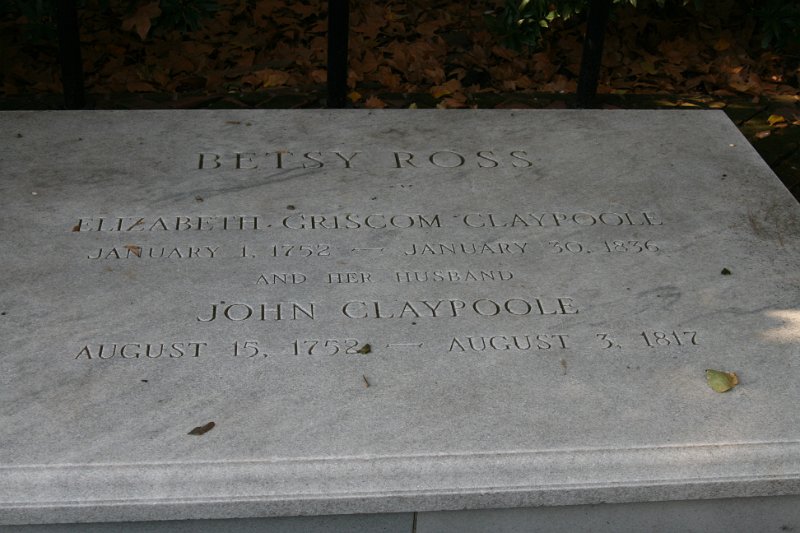 BETSY ROSS
ELIZABETH GRISCOM CLAYPOOLE
JANUARY 1, 1752 — JANUARY 30, 1836
AND HER HUSBAND
JOHN CLAYPOOLE
AUGUST 15, 1752 — AUGUST 3, 1817